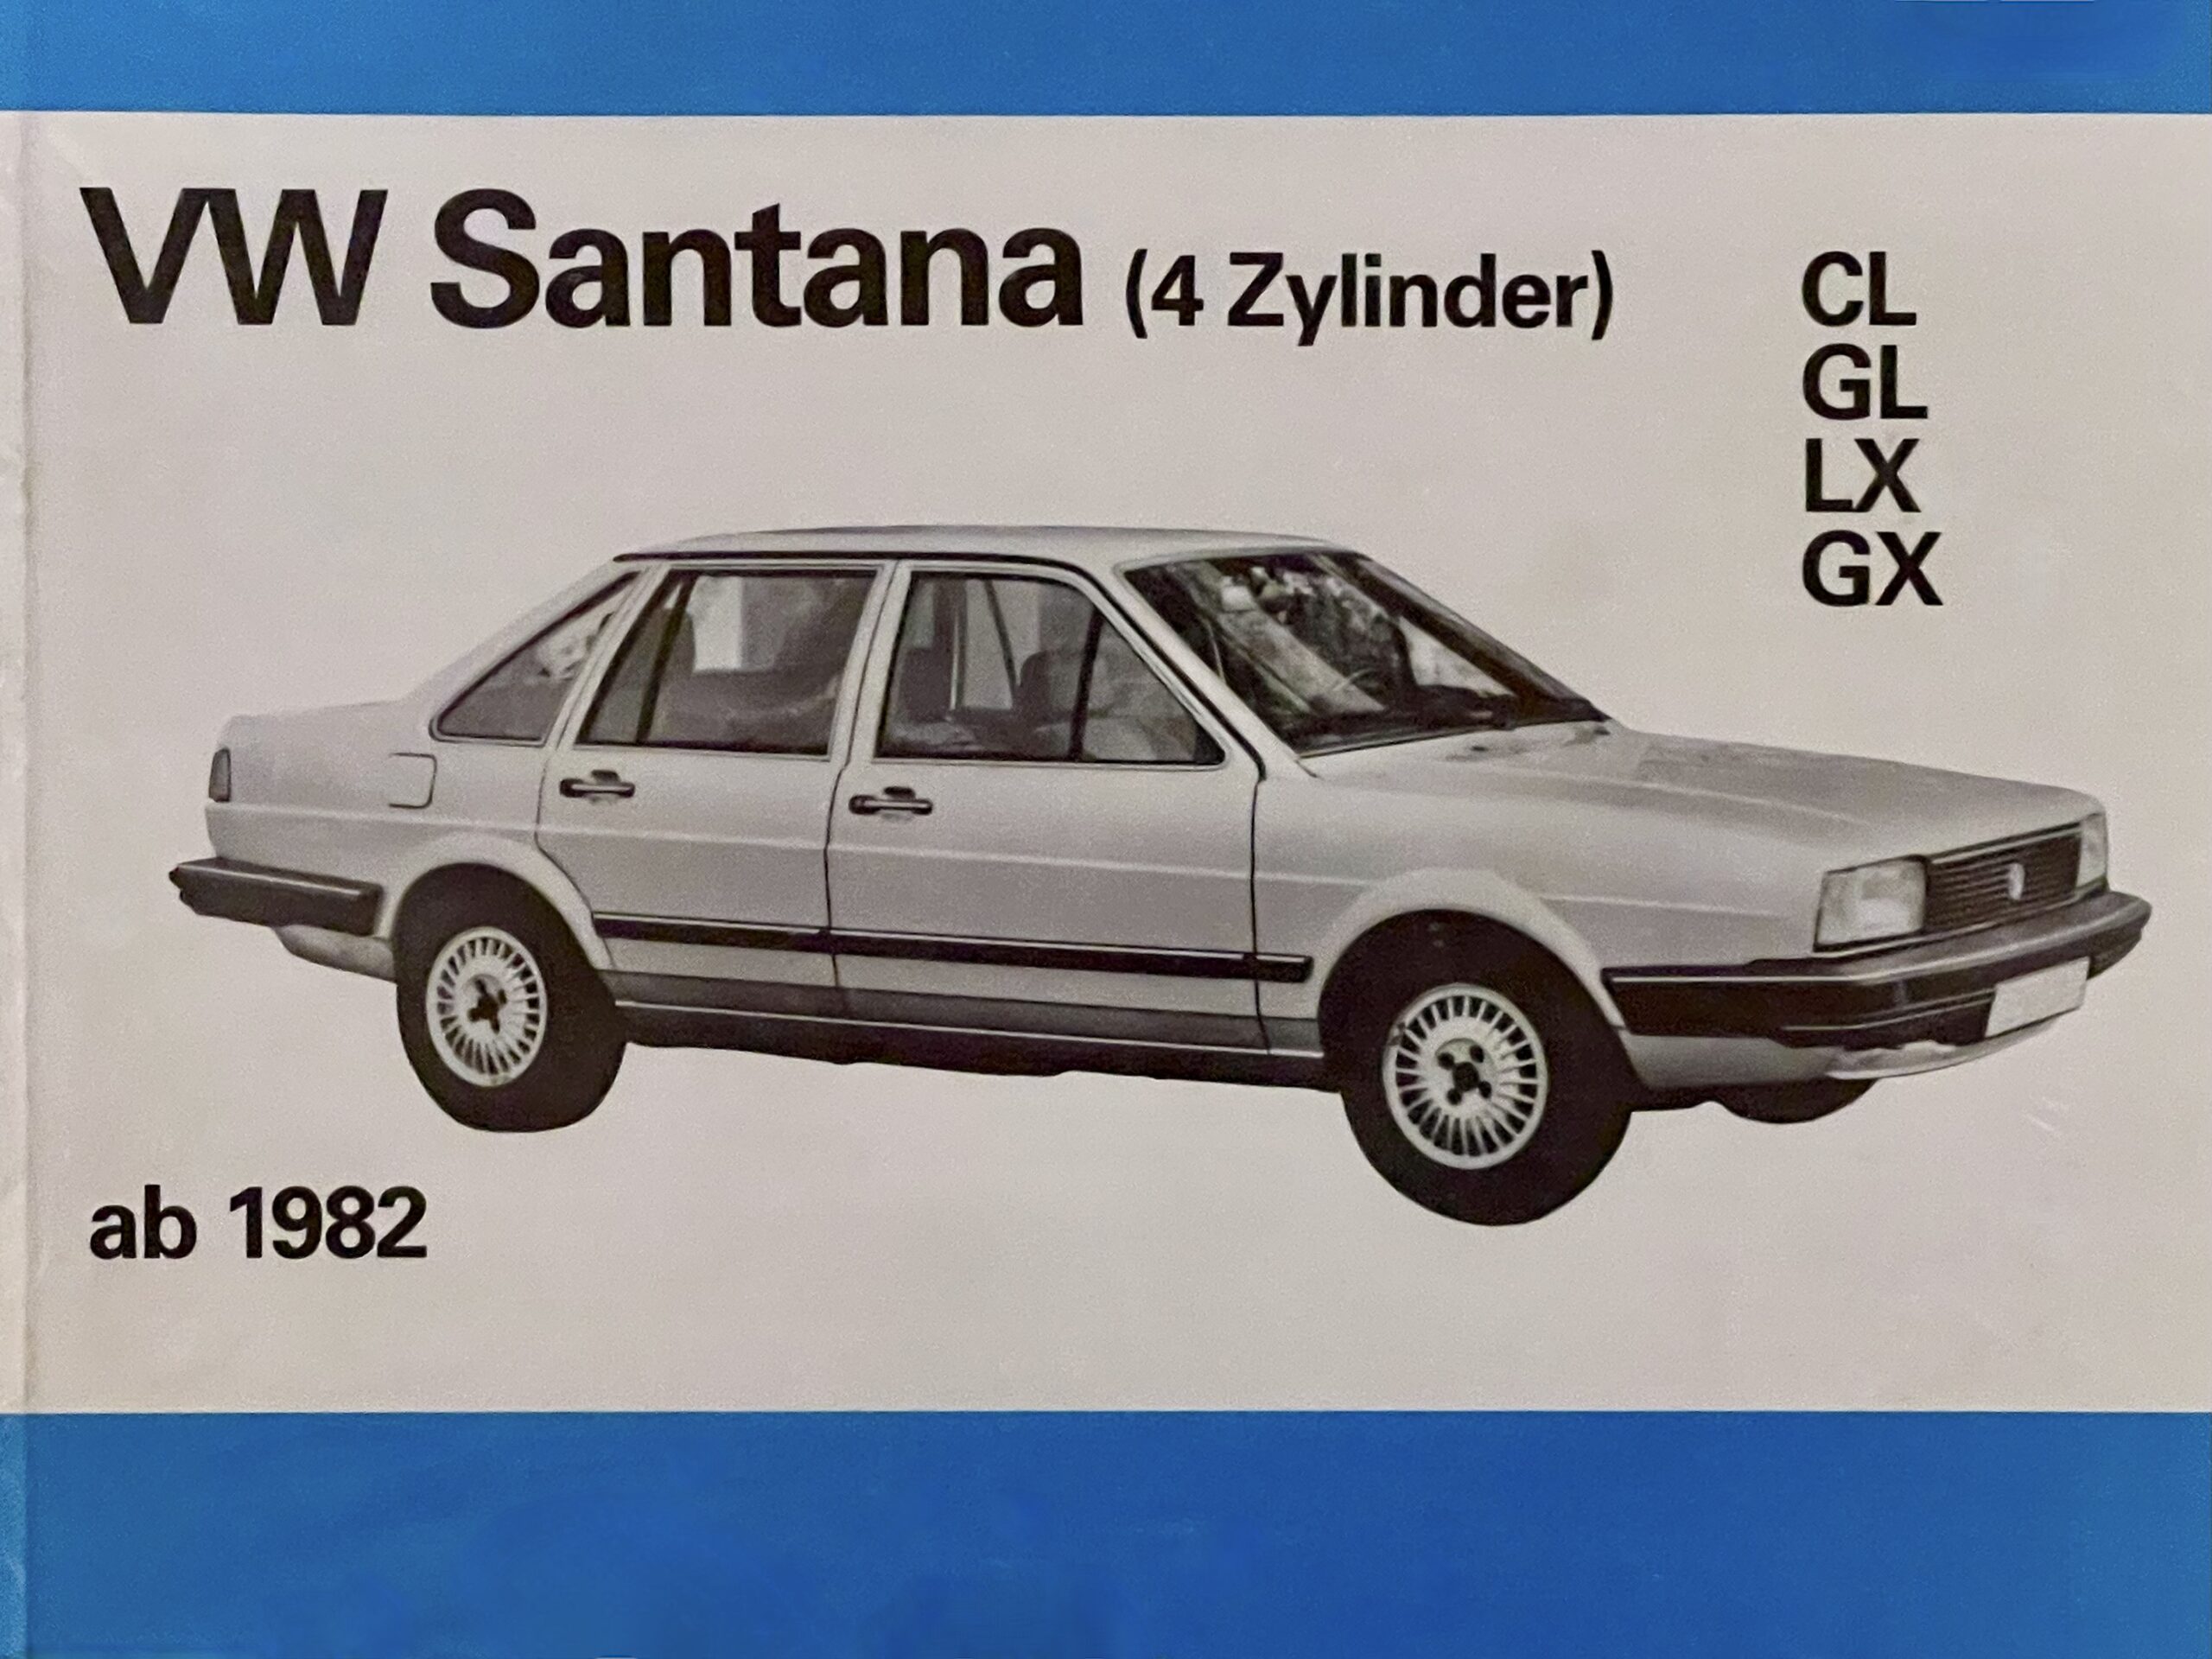 VW Santana (4 Zylinder)
CL
GL
LX
GX
ab 1982